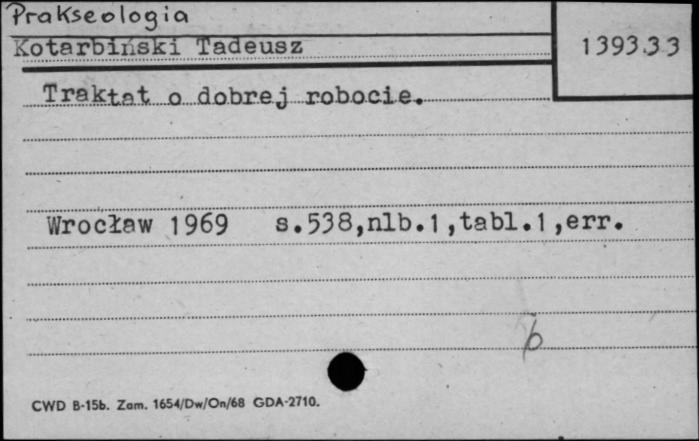 Prakseologia
Kotarbiński Tadeusz
139333
Traktat o dobrej robocie.
Wrocław 1969 s.538,nlb.1,tabl.1,err.
b
CWD B-15b. Zam. 1654/Dw/On/68 GDA-2710.